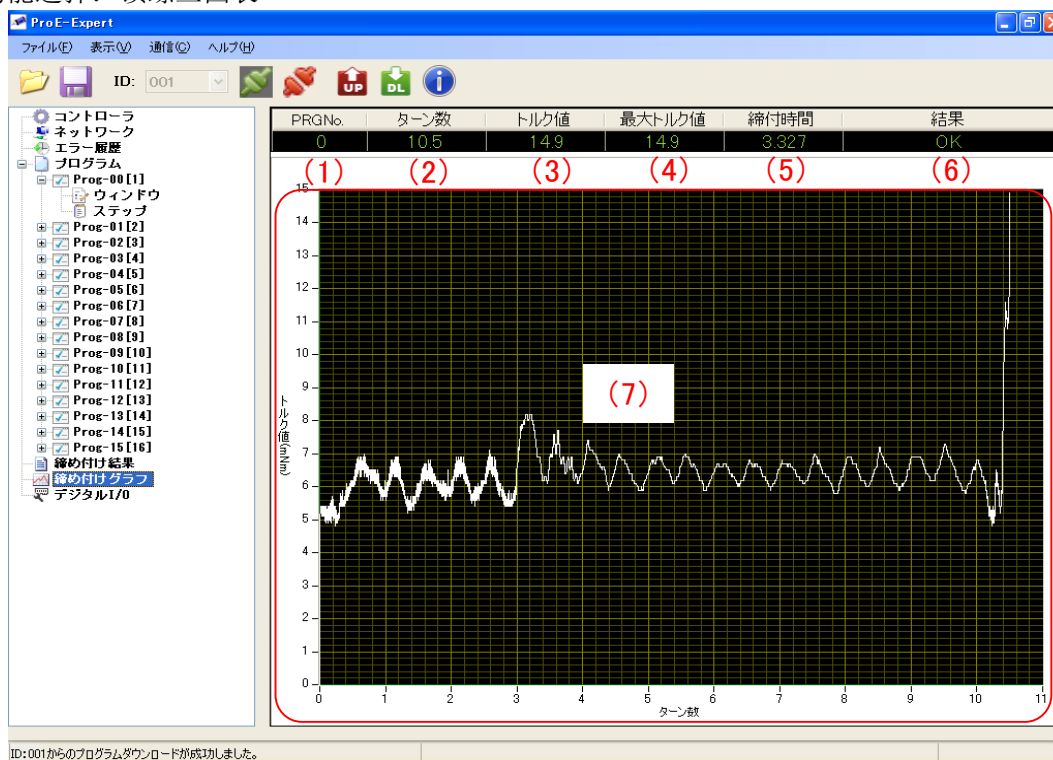 ProE-Expert
ファイル(F) 表示(V) 通信(C) ヘルプ(H)
ID: 001 UP DL
コントローラ
ネットワーク
エラー履歴
プログラム
Prog-00[1]
ウィンドウ
ステップ
Prog-01[2]
Prog-02[3]
Prog-03[4]
Prog-04[5]
Prog-05[6]
Prog-06[7]
Prog-07[8]
Prog-08[9]
Prog-09[10]
Prog-10[11]
Prog-11[12]
Prog-12[13]
Prog-13[14]
Prog-14[15]
Prog-15[16]
締め付け結果
締め付けグラフ
デジタルI/O
PRGNo. ターン数 トルク値 最大トルク値 締付時間 結果
0 10.5 14.9 14.9 3.327 OK
(1) (2) (3) (4) (5) (6)
15
14
13
12
11
10
9
8
7
6
5
4
3
2
1
0
トルク値(mNm)
(7)
0 1 2 3 4 5 6 7 8 9 10 11
ターン数
ID:001からのプログラムダウンロードが成功しました。